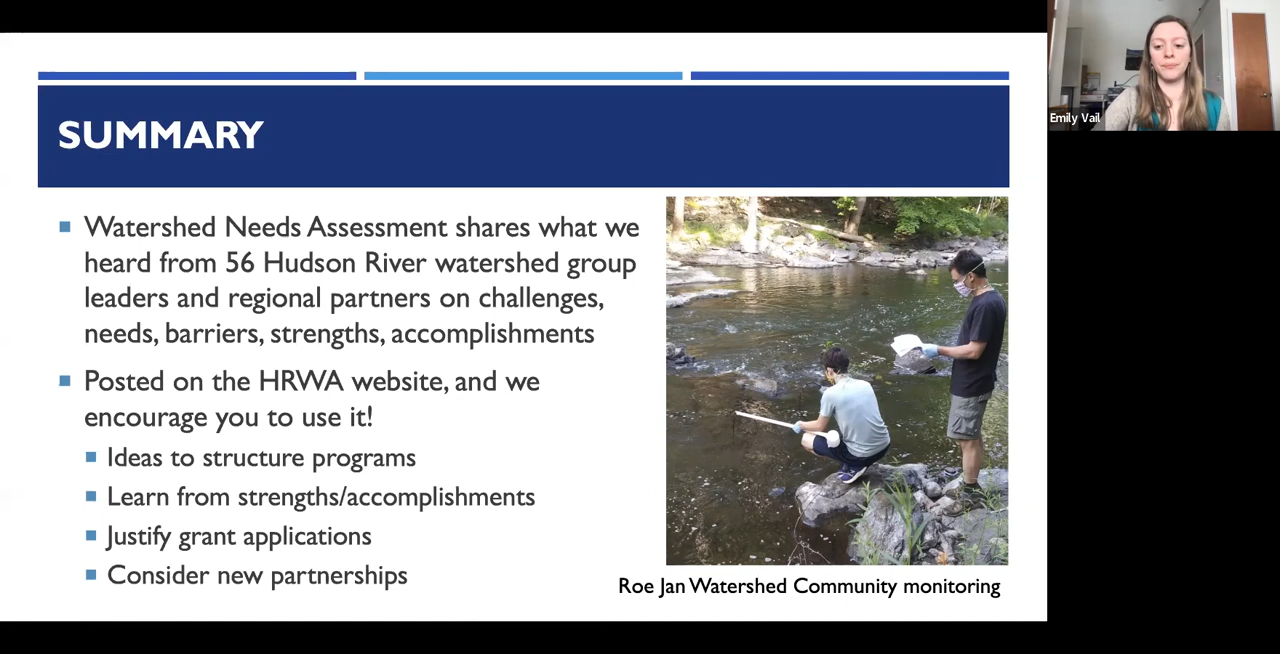 SUMMARY
Watershed Needs Assessment shares what we
heard from 56 Hudson River watershed group
leaders and regional partners on challenges,
needs, barriers, strengths, accomplishments
Posted on the HRWA website, and we
encourage you to use it!
Ideas to structure programs
Learn from strengths/accomplishments
Justify grant applications
Consider new partnerships
Roe Jan Watershed Community monitoring
Emily Vail